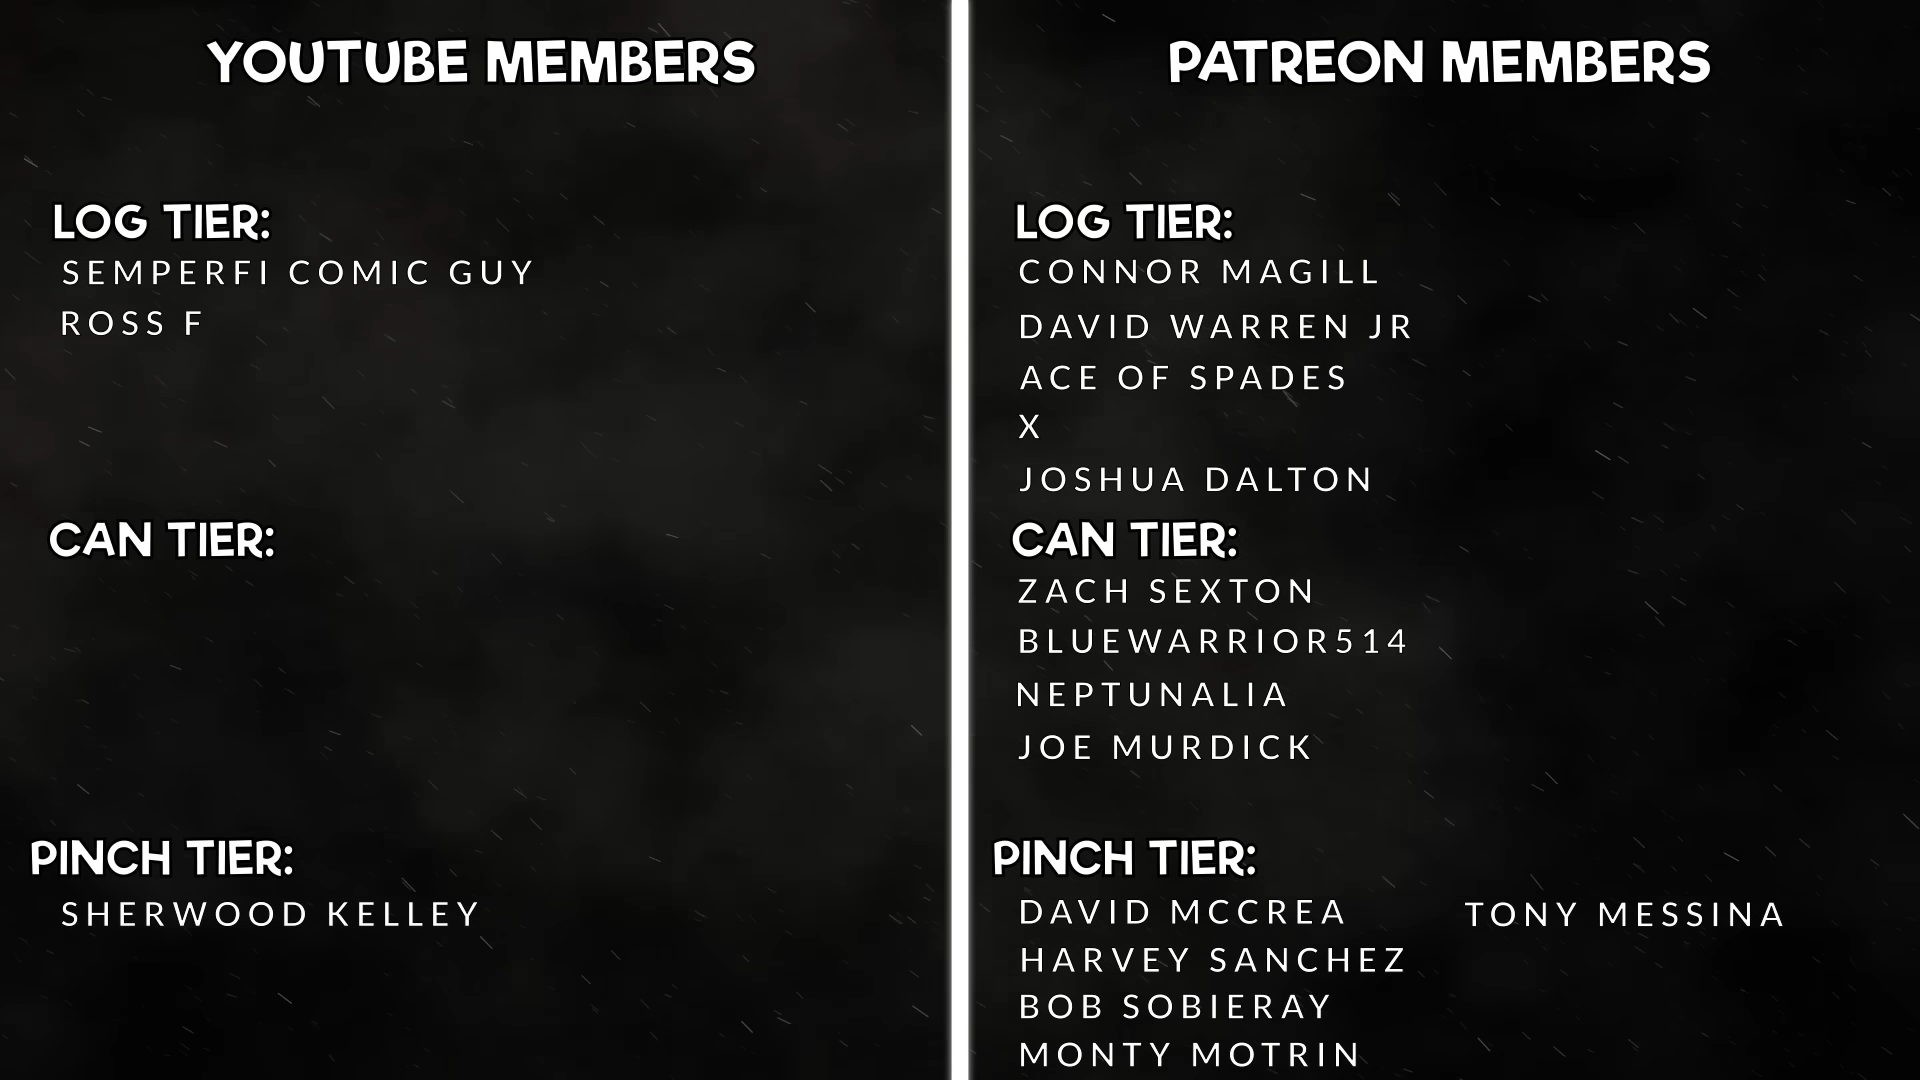 YOUTUBE MEMBERS
LOG TIER:
SEMPERFI COMIC GUY
ROSS F
CAN TIER:
PINCH TIER:
SHERWOOD KELLEY
PATREON MEMBERS
LOG TIER:
CONNOR MAGILL
DAVID WARREN JR
ACE OF SPADES
X
JOSHUA DALTON
CAN TIER:
ZACH SEXTON
BLUEWARRIOR514
NEPTUNALIA
JOE MURDICK
PINCH TIER:
DAVID MCCREA
HARVEY SANCHEZ
BOB SOBIERAY
MONTY MOTRIN
TONY MESSINA